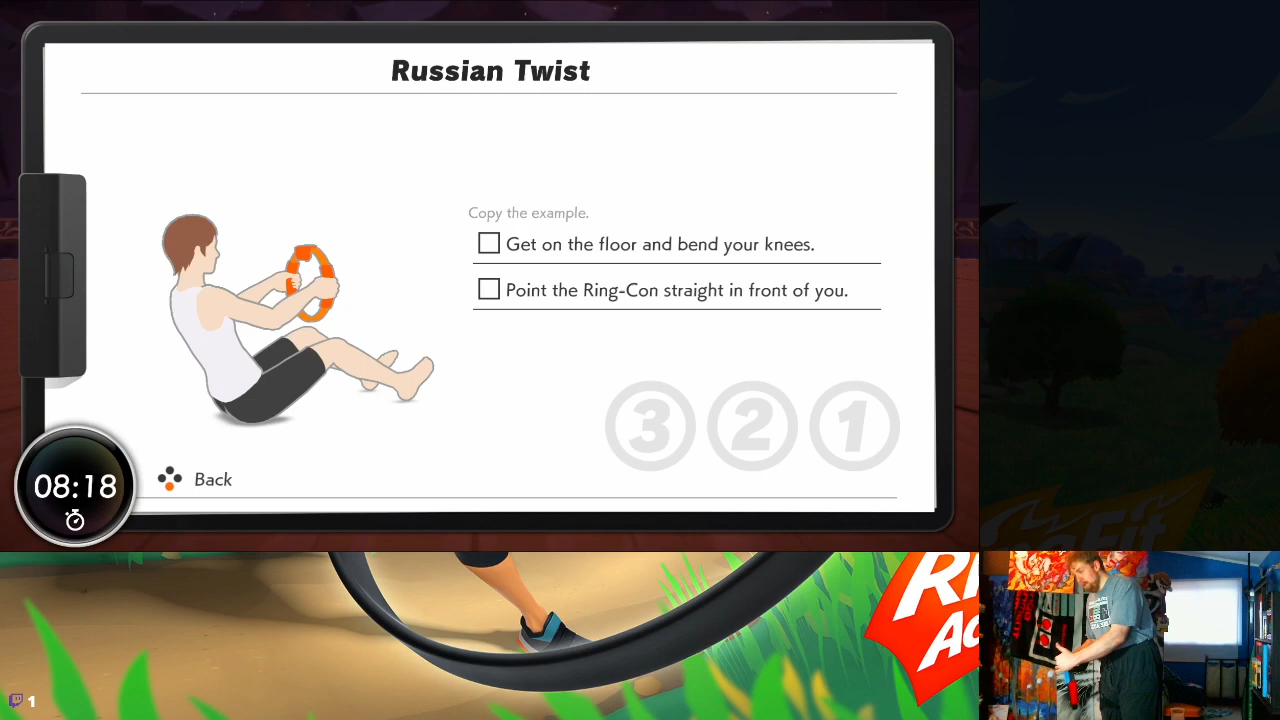 Russian Twist
Copy the example.
Get on the floor and bend your knees.
Point the Ring-Con straight in front of you.
3 2 1
08:18
Back
Fit
1